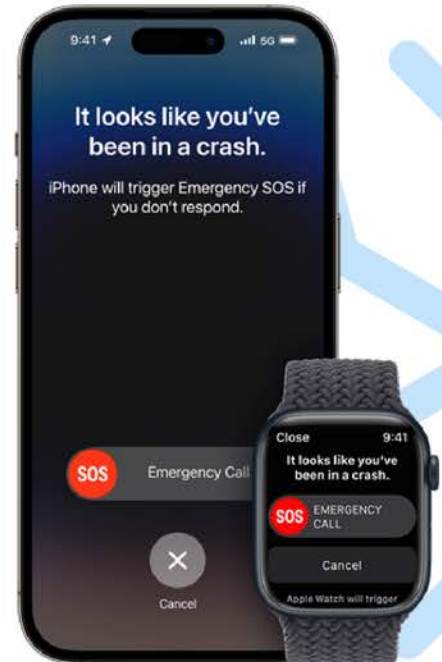 9:41
5G
It looks like you've
been in a crash.
iPhone will trigger Emergency SOS if
you don't respond.
SOS
Emergency Call
Cancel
Close
9:41
It looks like you've
been in a crash.
SOS
EMERGENCY
CALL
Cancel
Apple Watch will trigger